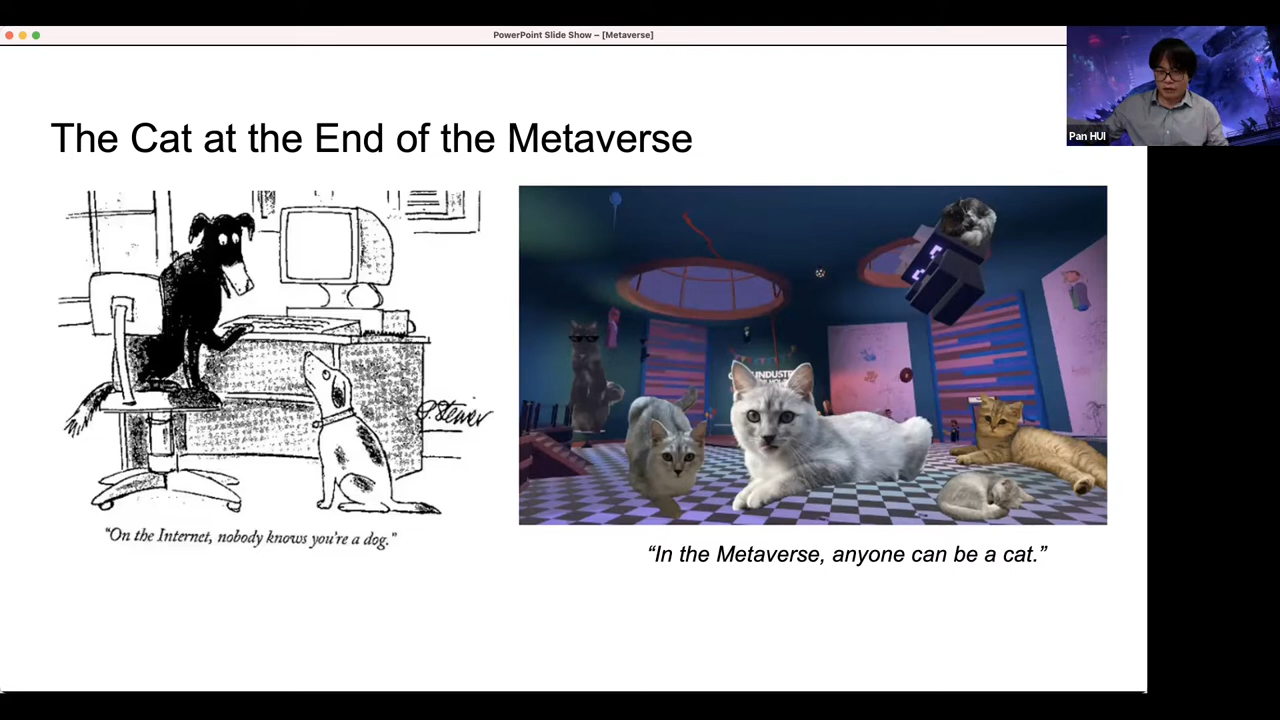 PowerPoint Slide Show – [Metaverse]
Pan HUI
The Cat at the End of the Metaverse
P. Steiner
"On the Internet, nobody knows you're a dog."
“In the Metaverse, anyone can be a cat.”